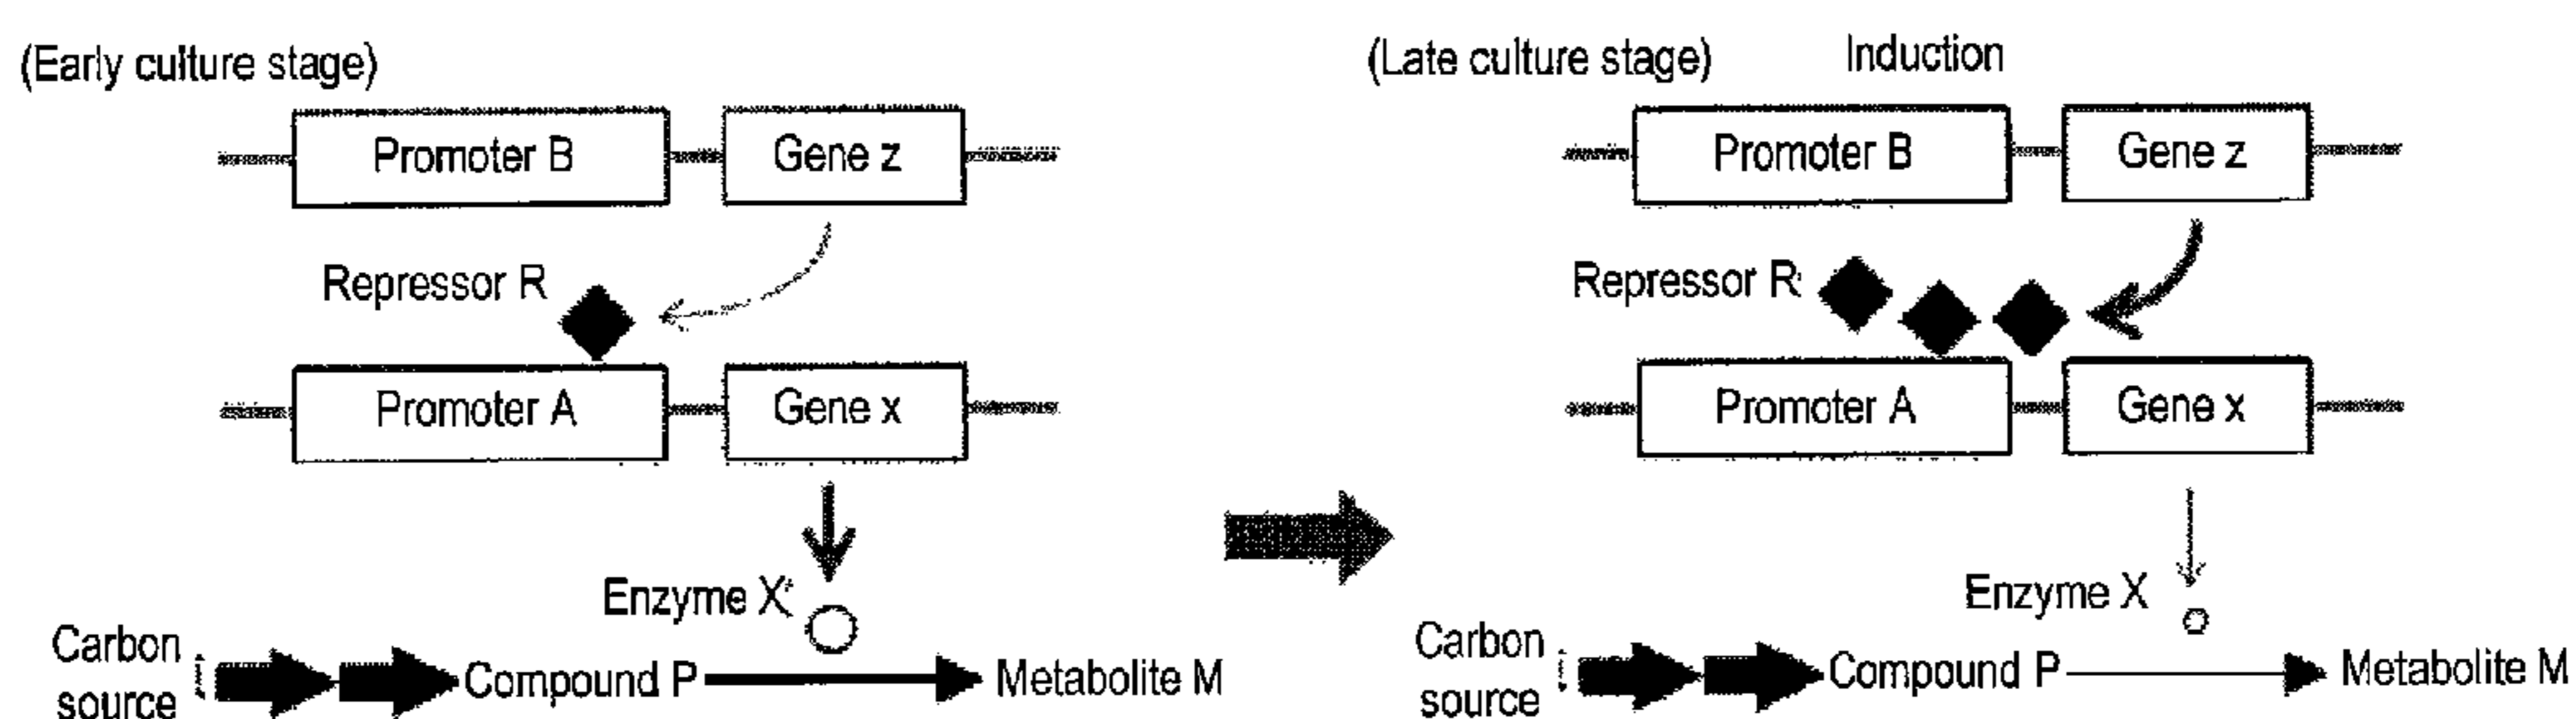 (Early culture stage)
Promoter B
Gene z
Repressor R
Promoter A
Gene x
Enzyme X
Carbon
source
Compound P
Metabolite M
(Late culture stage)
Induction
Promoter B
Gene z
Repressor R
Promoter A
Gene x
Enzyme X
Carbon
source
Compound P
Metabolite M